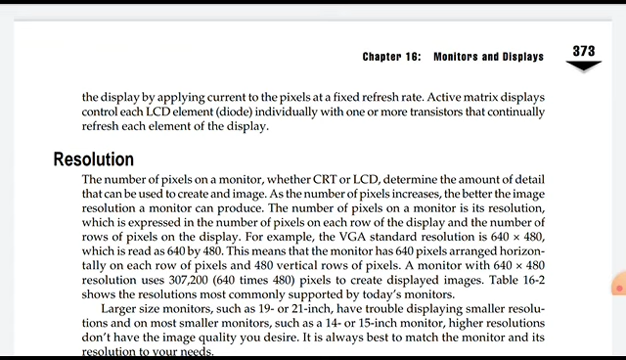 Chapter 16: Monitors and Displays
373
the display by applying current to the pixels at a fixed refresh rate. Active matrix displays
control each LCD element (diode) individually with one or more transistors that continually
refresh each element of the display.
Resolution
The number of pixels on a monitor, whether CRT or LCD, determine the amount of detail
that can be used to create and image. As the number of pixels increases, the better the image
resolution a monitor can produce. The number of pixels on a monitor is its resolution,
which is expressed in the number of pixels on each row of the display and the number of
rows of pixels on the display. For example, the VGA standard resolution is 640 × 480,
which is read as 640 by 480. This means that the monitor has 640 pixels arranged horizon-
tally on each row of pixels and 480 vertical rows of pixels. A monitor with 640 × 480
resolution uses 307,200 (640 times 480) pixels to create displayed images. Table 16-2
shows the resolutions most commonly supported by today's monitors.
Larger size monitors, such as 19- or 21-inch, have trouble displaying smaller resolu-
tions and on most smaller monitors, such as a 14- or 15-inch monitor, higher resolutions
don't have the image quality you desire. It is always best to match the monitor and its
resolution to your needs.